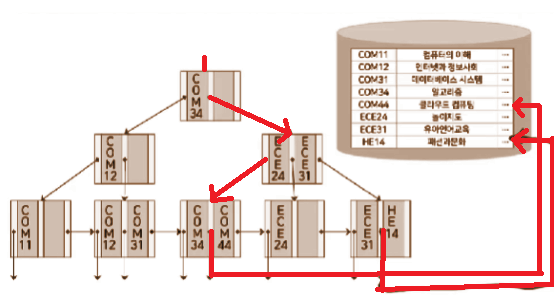 COM11 컴퓨터의 이해
COM12 인터넷과 정보사회
COM31 데이터베이스 시스템
COM34 알고리즘
COM44 클라우드 컴퓨팅
ECE24 놀이지도
ECE31 유아언어교육
HE14 패션과문화
COM34
COM12
ECE24 ECE31
COM11
COM12 COM31
COM34 COM44
ECE24
ECE31 HE14